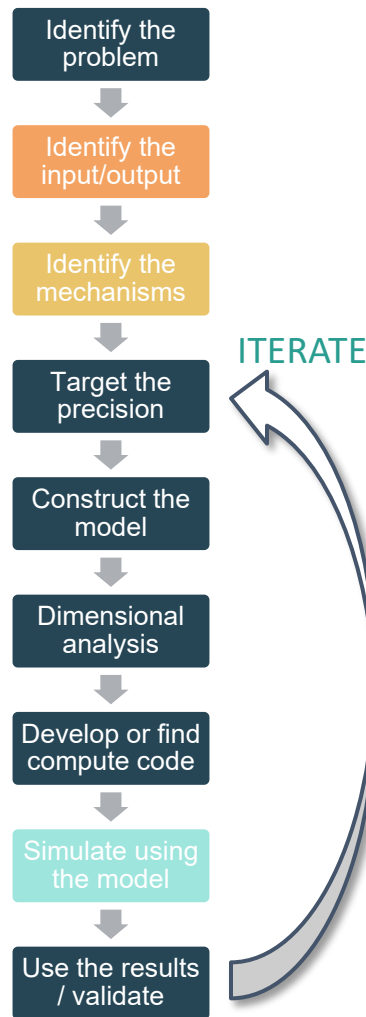 Identify the
problem
Identify the
input/output
Identify the
mechanisms
ITERATE
Target the
precision
Construct the
model
Dimensional
analysis
Develop or find
compute code
Simulate using
the model
Use the results
/ validate